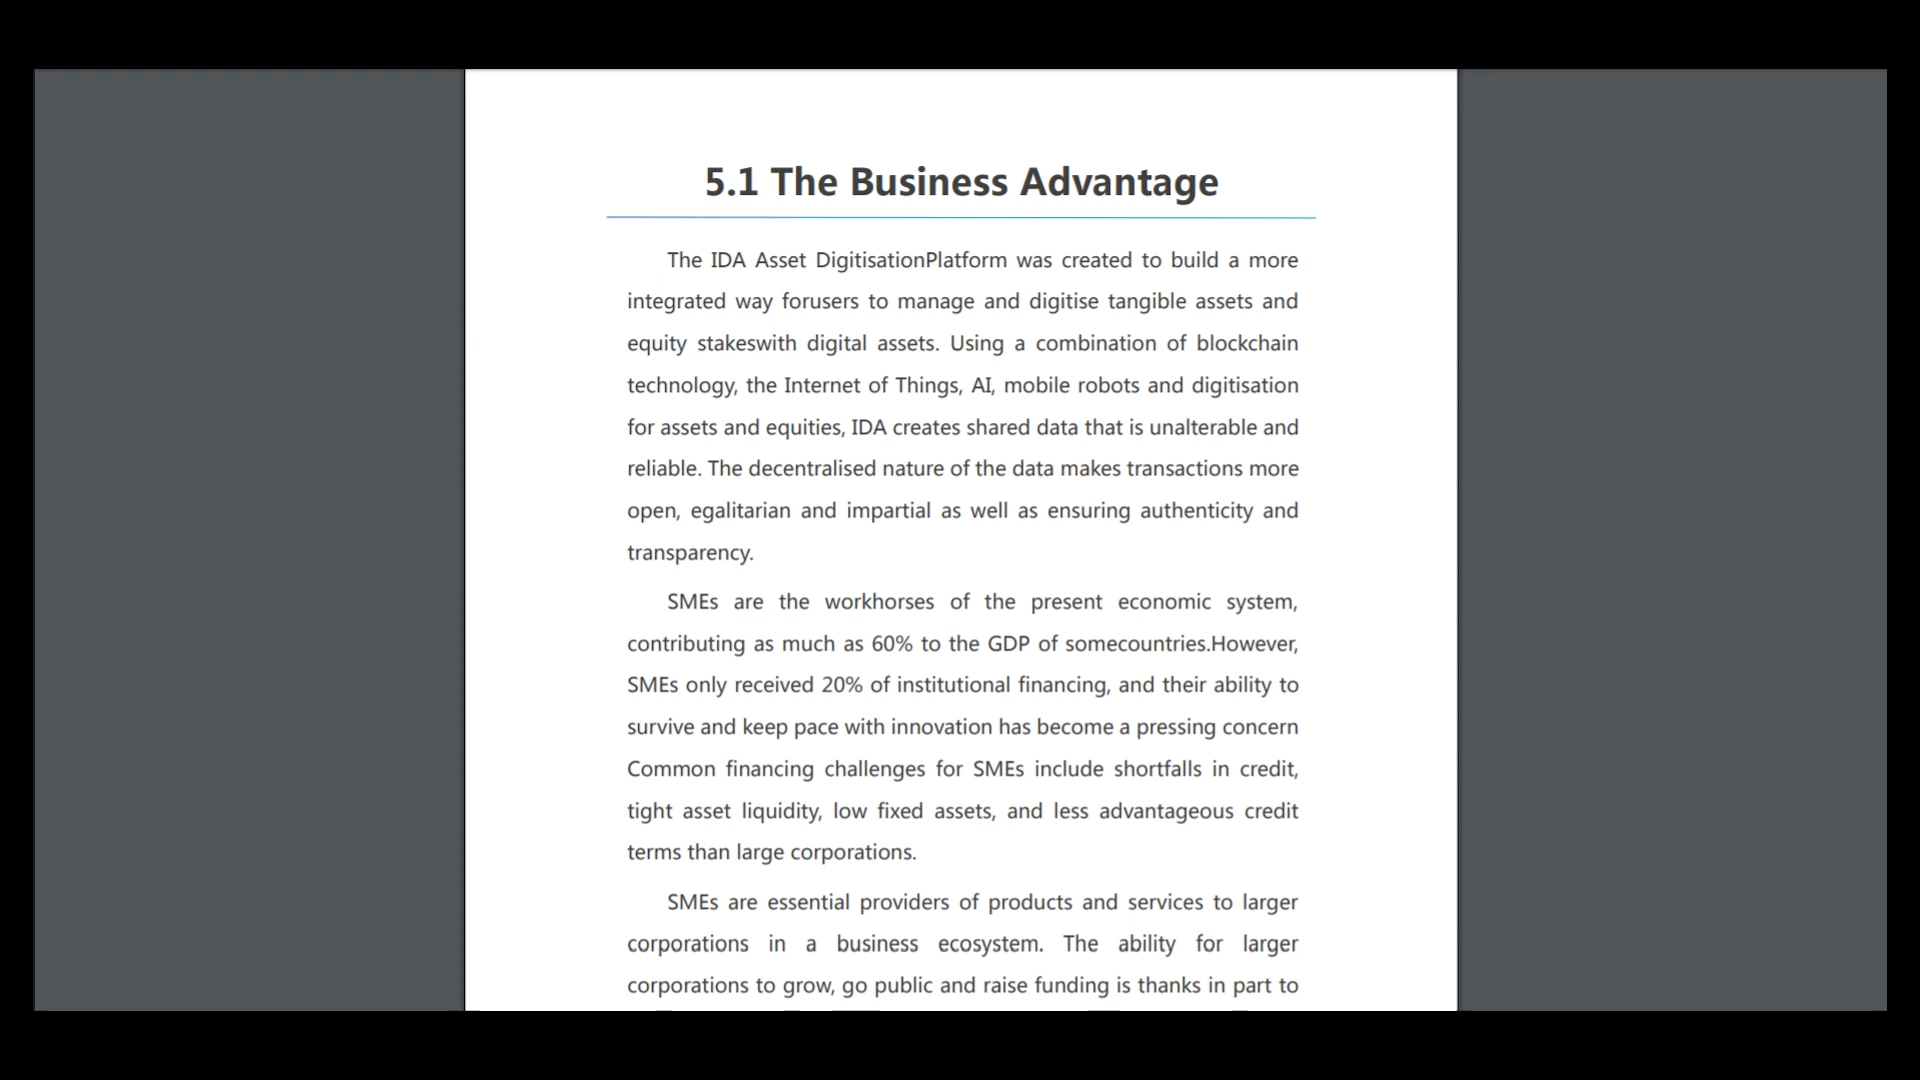 5.1 The Business Advantage
The IDA Asset DigitisationPlatform was created to build a more
integrated way forusers to manage and digitise tangible assets and
equity stakeswith digital assets. Using a combination of blockchain
technology, the Internet of Things, AI, mobile robots and digitisation
for assets and equities, IDA creates shared data that is unalterable and
reliable. The decentralised nature of the data makes transactions more
open, egalitarian and impartial as well as ensuring authenticity and
transparency.
SMEs are the workhorses of the present economic system,
contributing as much as 60% to the GDP of somecountries.However,
SMEs only received 20% of institutional financing, and their ability to
survive and keep pace with innovation has become a pressing concern
Common financing challenges for SMEs include shortfalls in credit,
tight asset liquidity, low fixed assets, and less advantageous credit
terms than large corporations.
SMEs are essential providers of products and services to larger
corporations in a business ecosystem. The ability for larger
corporations to grow, go public and raise funding is thanks in part to